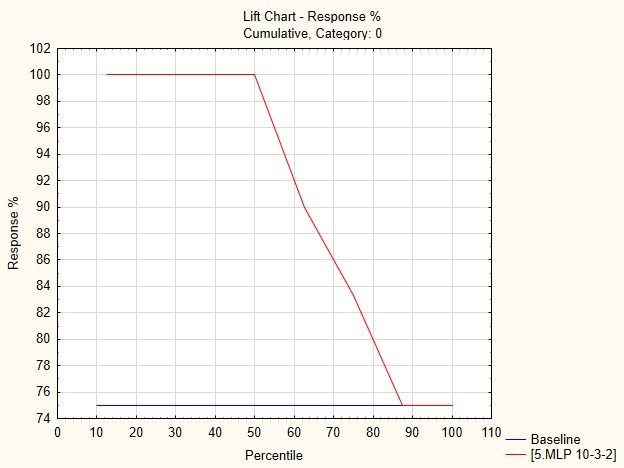 Lift Chart - Response %
Cumulative, Category: 0
102
100
98
96
94
92
90
88
86
84
82
80
78
76
74
Response %
0 10 20 30 40 50 60 70 80 90 100 110
Percentile
Baseline
[5.MLP 10-3-2]